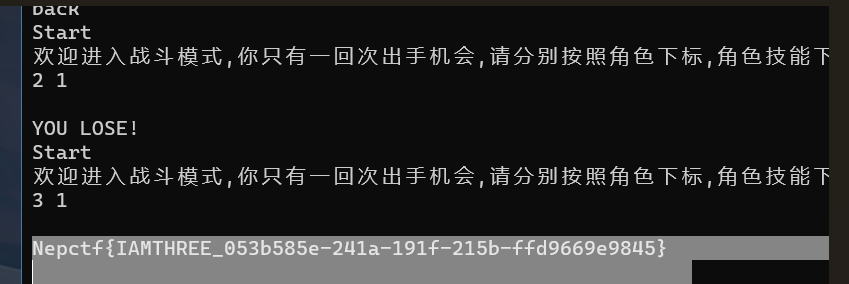 back
Start
欢迎进入战斗模式,你只有一回次出手机会,请分别按照角色下标,角色技能下
2 1
YOU LOSE!
Start
欢迎进入战斗模式,你只有一回次出手机会,请分别按照角色下标,角色技能下
3 1
Nepctf{IAMTHREE_053b585e-241a-191f-215b-ffd9669e9845}